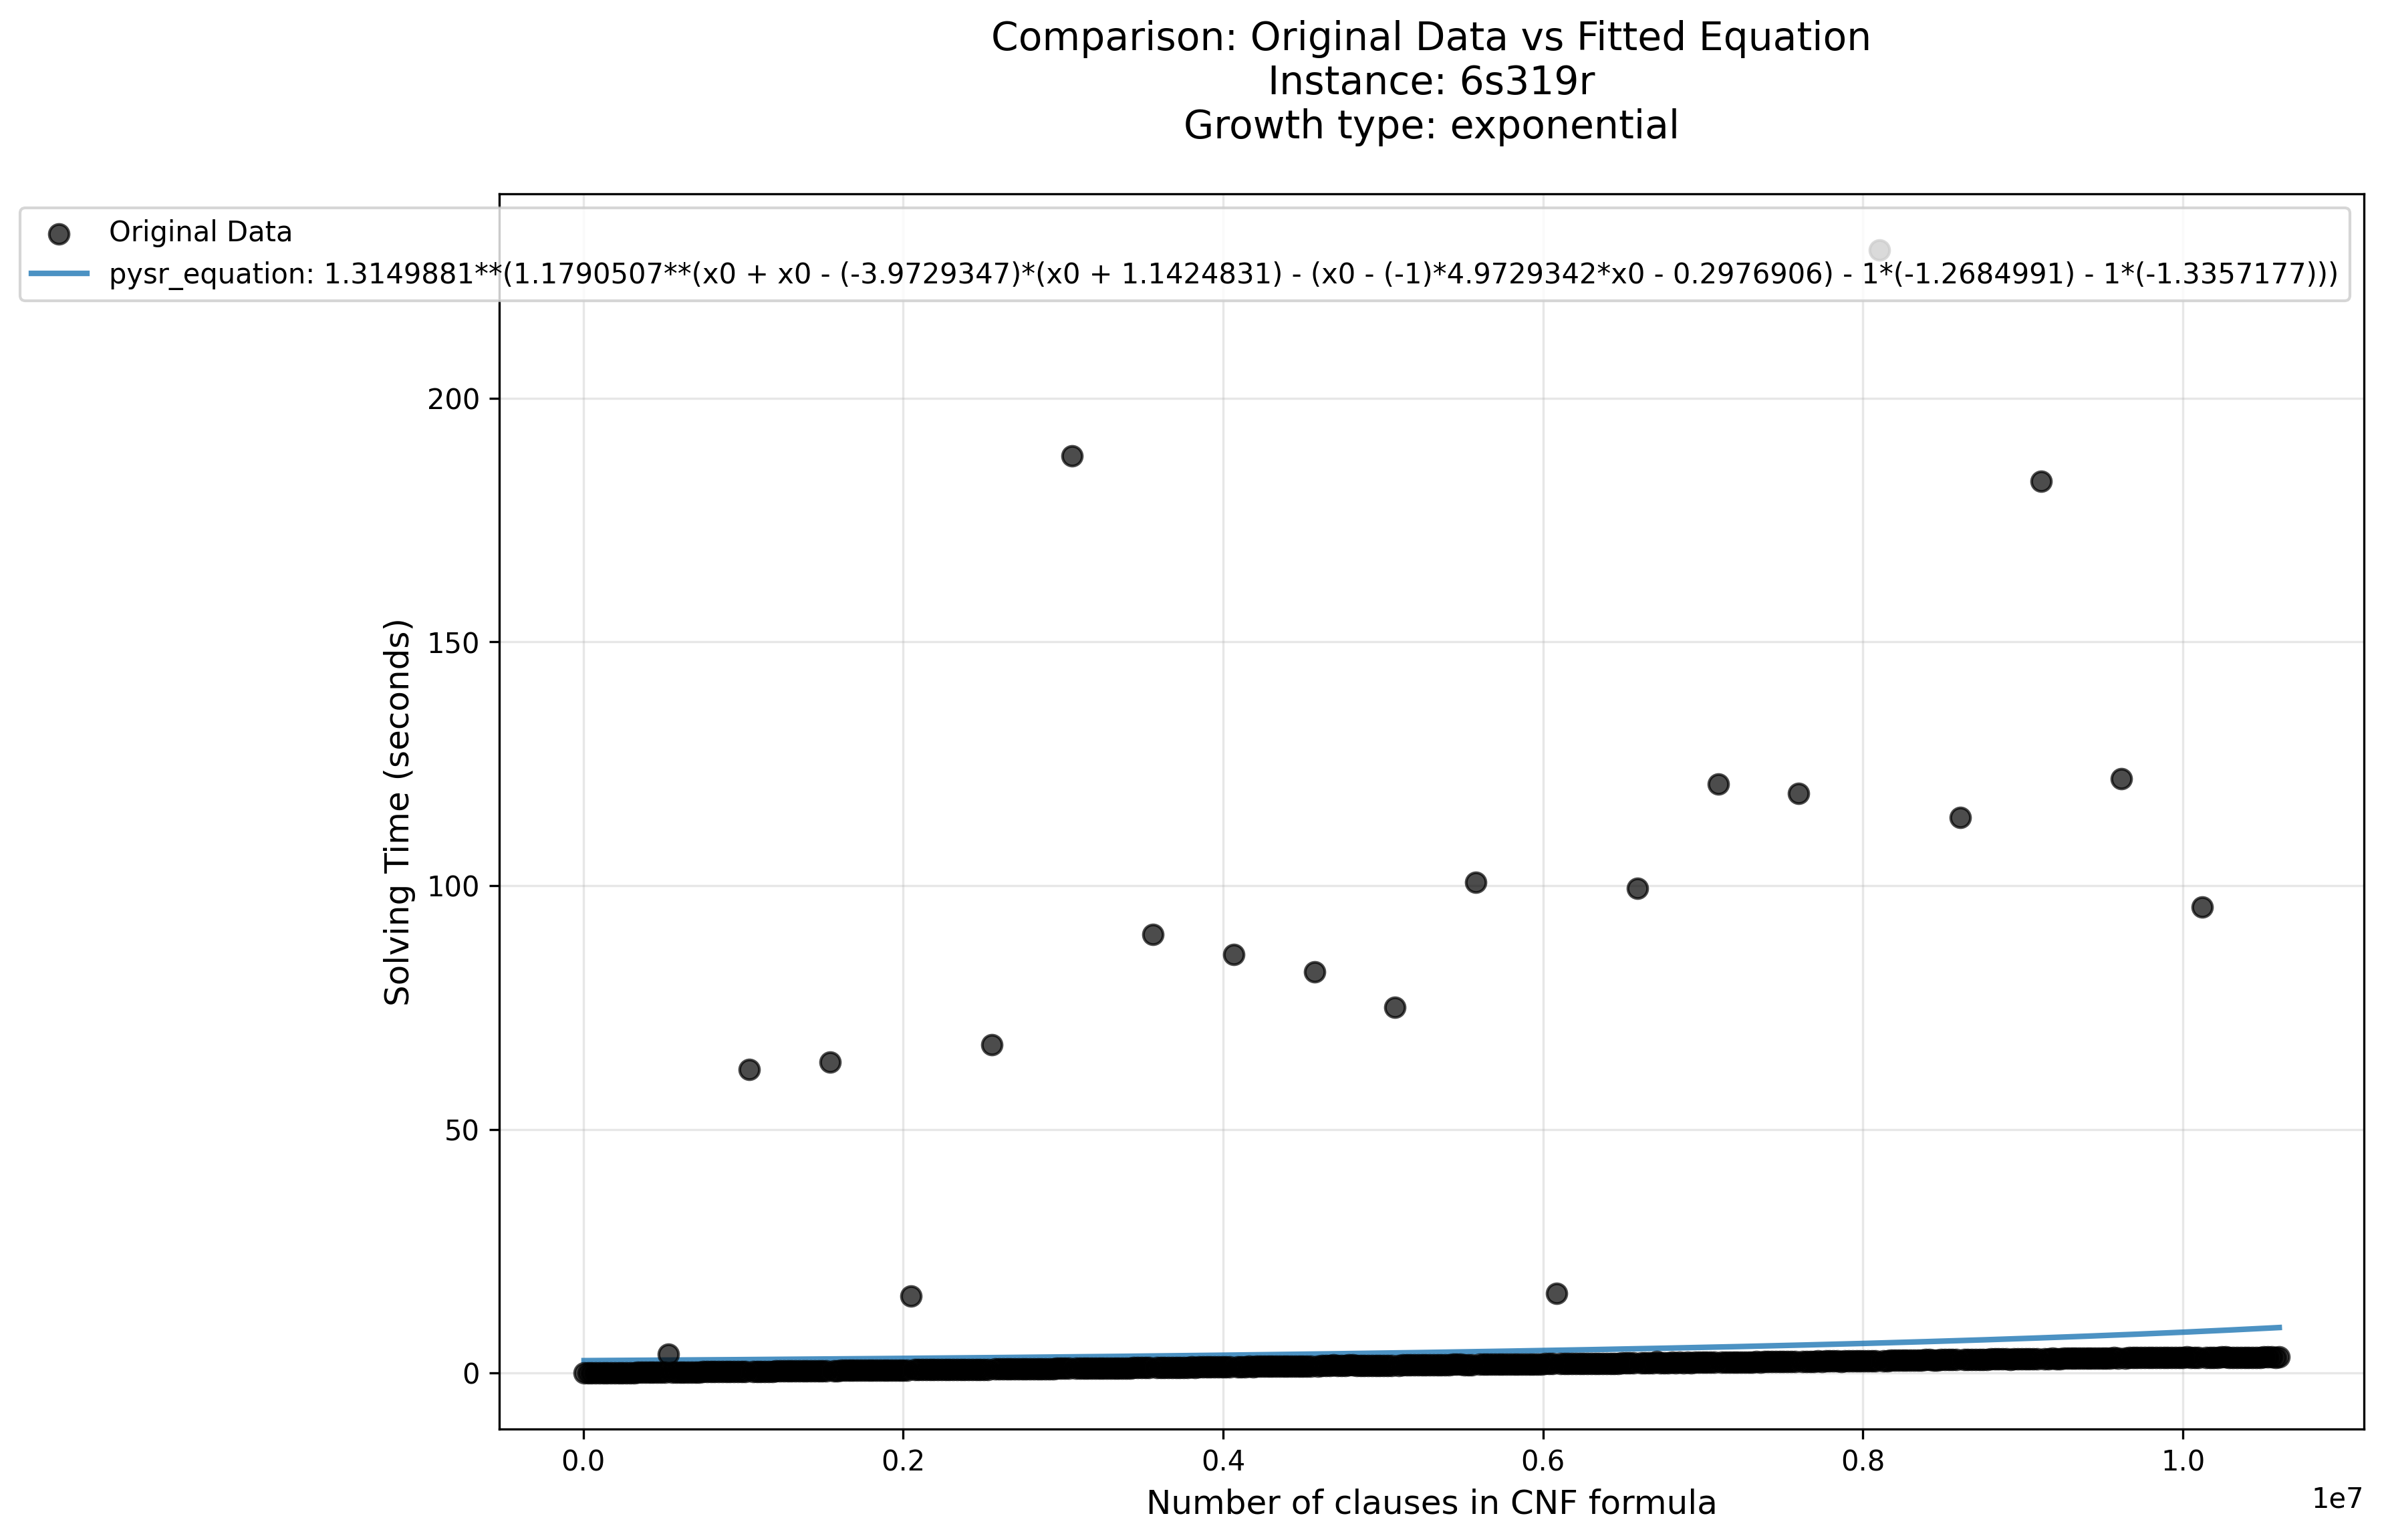 Comparison: Original Data vs Fitted Equation
Instance: 6s319r
Growth type: exponential
Original Data
pysr_equation: 1.3149881**(1.1790507**(x0 + x0 - (-3.9729347)*(x0 + 1.1424831) - (x0 - (-1)*4.9729342*x0 - 0.2976906) - 1*(-1.2684991) - 1*(-1.3357177)))
200
150
100
50
0
Solving Time (seconds)
0.0 0.2 0.4 0.6 0.8 1.0
1e7
Number of clauses in CNF formula